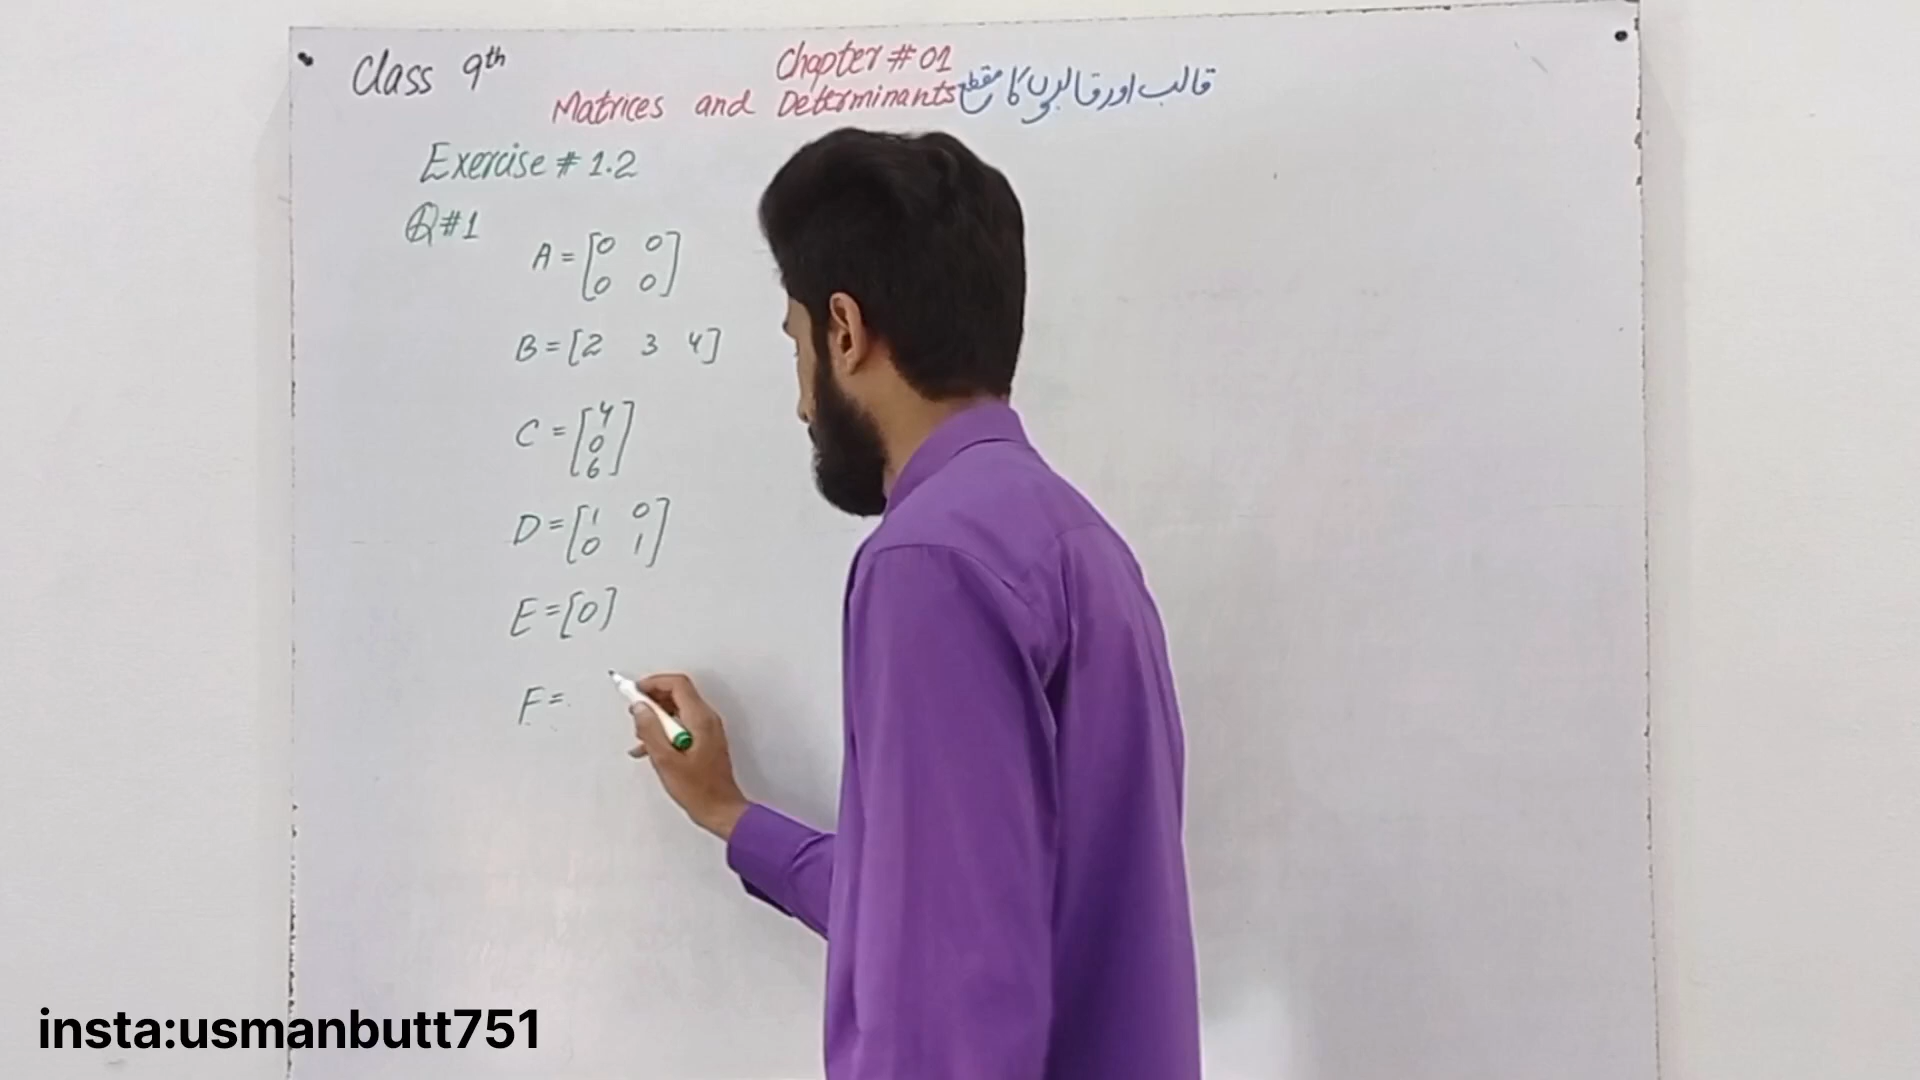 Class 9th
Chapter # 01
Matrices and Determinants قالب اور قالبوں کا مقطع
Exercise # 1.2
Q#1
A = [0 0
0 0]
B = [2 3 4]
C = [4
0
6]
D = [1 0
0 1]
E = [0]
F =
insta:usmanbutt751